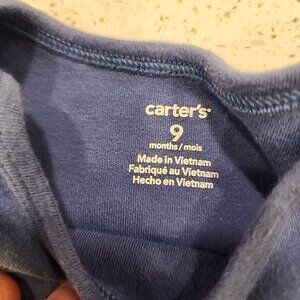 carter's®
9
months / mois
Made in Vietnam
Fabriqué au Vietnam
Hecho en Vietnam